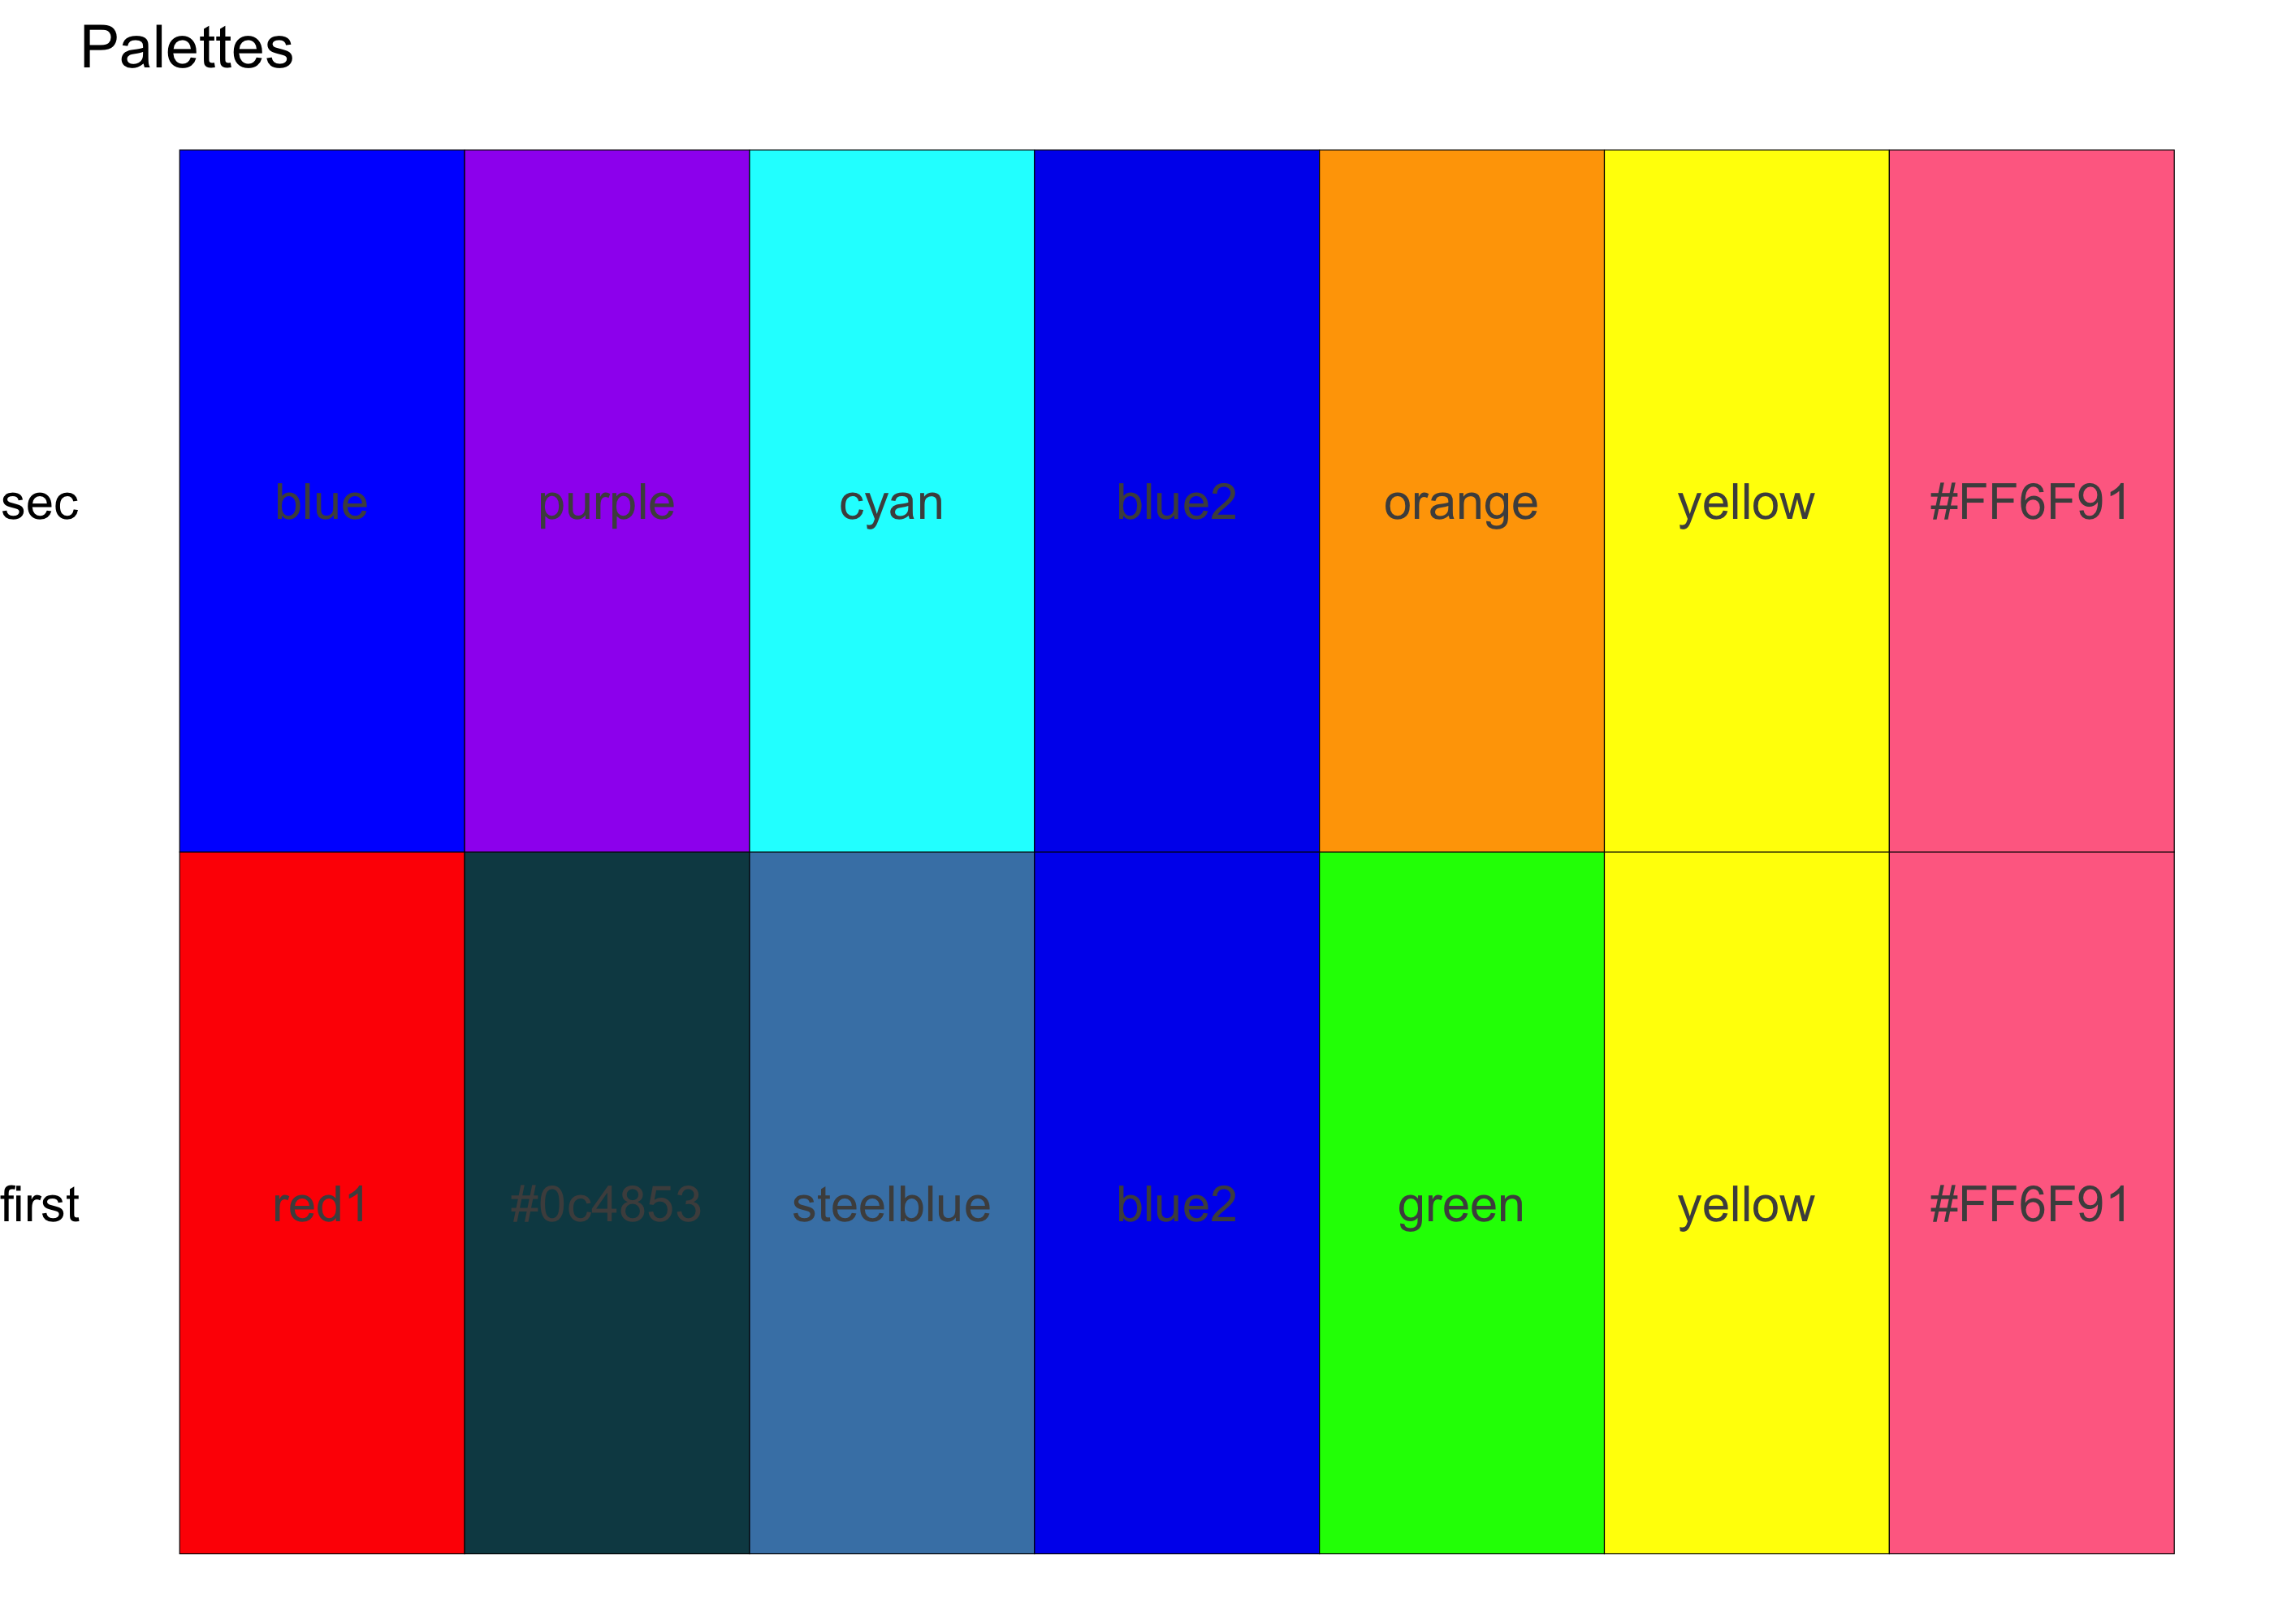 Palettes
sec blue purple cyan blue2 orange yellow #FF6F91
first red1 #0c4853 steelblue blue2 green yellow #FF6F91